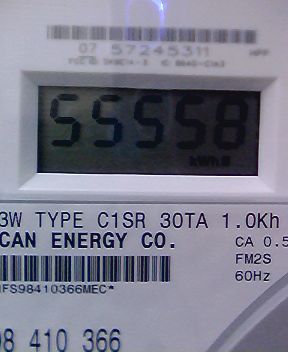 07 57245311
55558
kWh
3W TYPE C1SR 30TA 1.0Kh
CAN ENERGY CO.
CA 0.5
FM2S
60Hz
IFS98410366MEC*
98 410 366